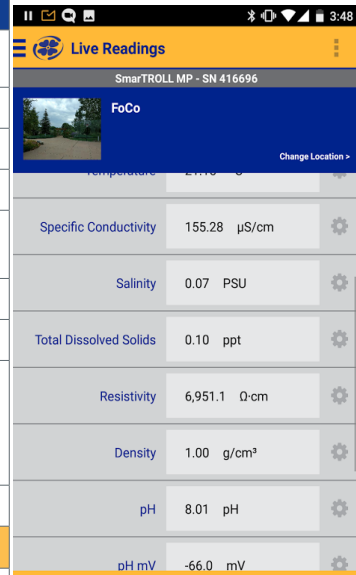 3:48
Live Readings
SmarTROLL MP - SN 416696
FoCo
Change Location >
Temperature
Specific Conductivity 155.28 µS/cm
Salinity 0.07 PSU
Total Dissolved Solids 0.10 ppt
Resistivity 6,951.1 Ω·cm
Density 1.00 g/cm³
pH 8.01 pH
pH mV -66.0 mV